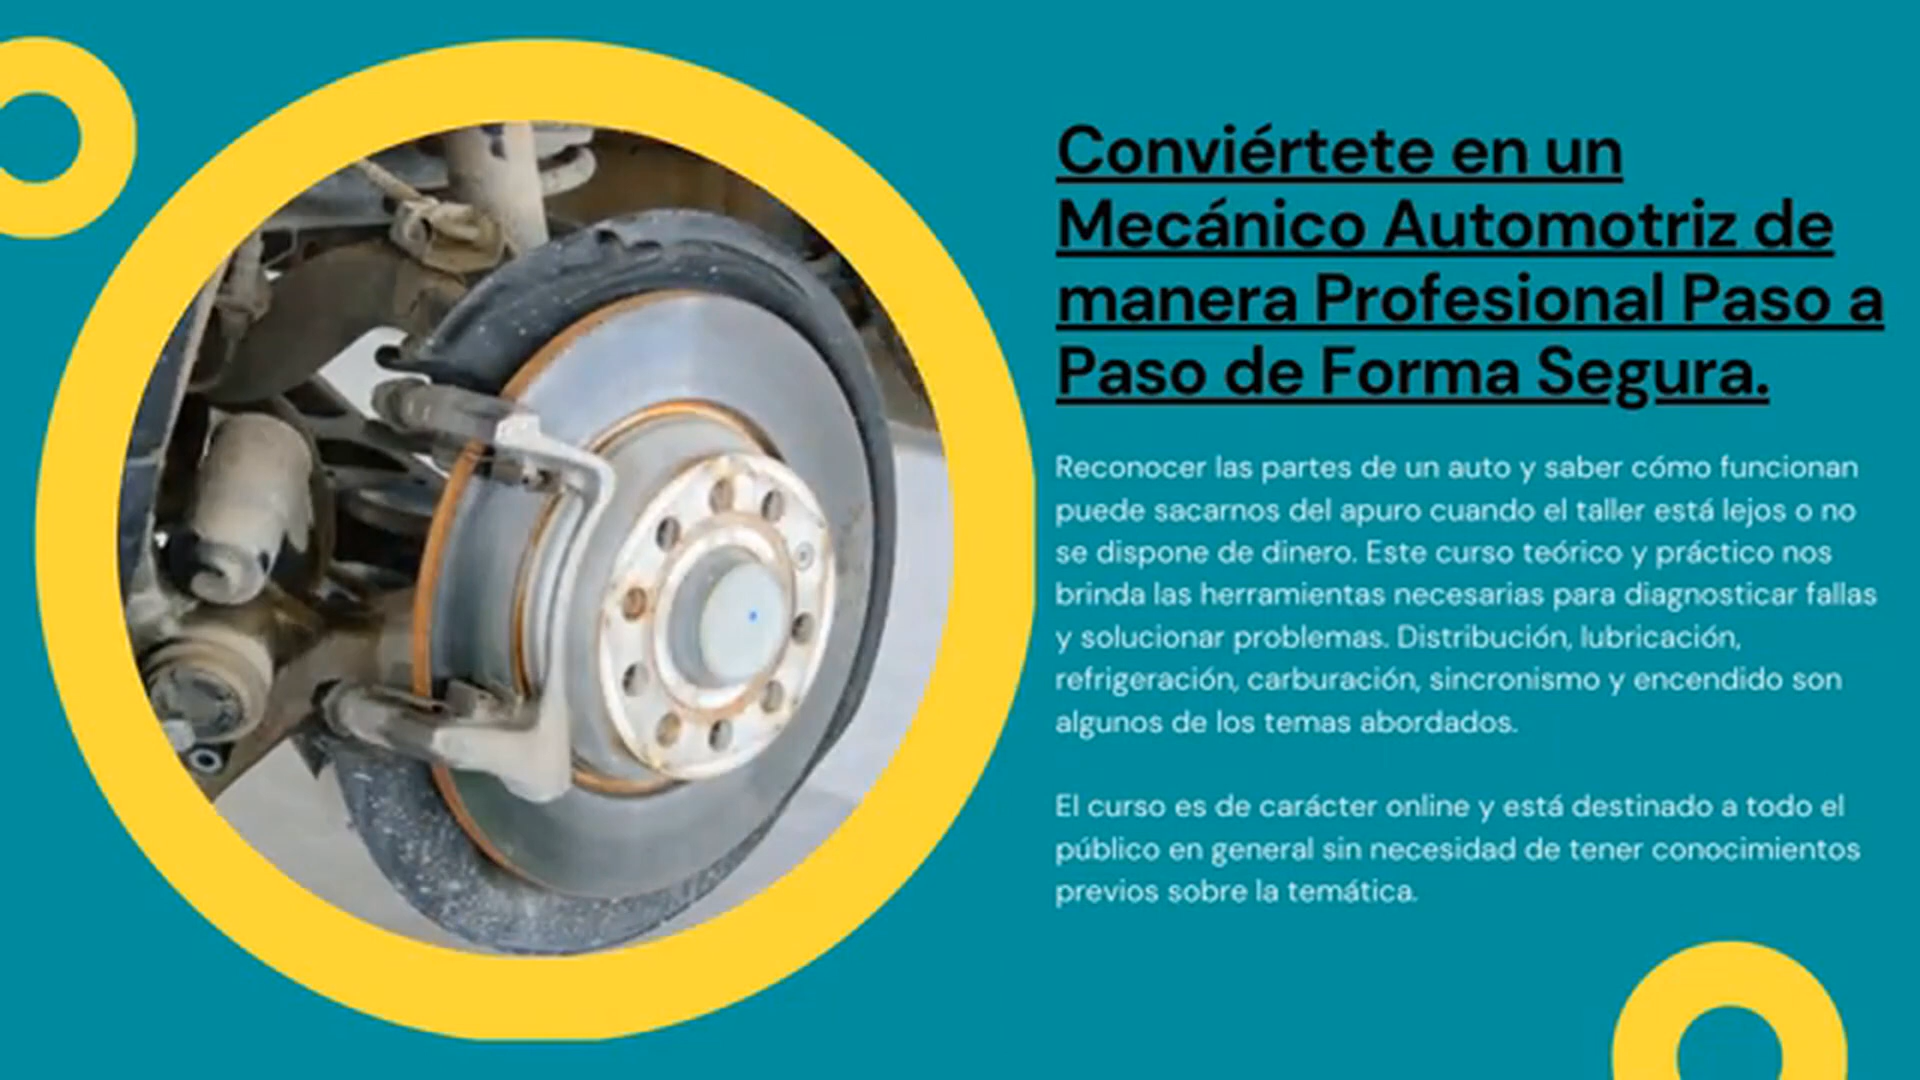 Conviértete en un
Mecánico Automotriz de
manera Profesional Paso a
Paso de Forma Segura.
Reconocer las partes de un auto y saber cómo funcionan
puede sacarnos del apuro cuando el taller está lejos o no
se dispone de dinero. Este curso teórico y práctico nos
brinda las herramientas necesarias para diagnosticar fallas
y solucionar problemas. Distribución, lubricación,
refrigeración, carburación, sincronismo y encendido son
algunos de los temas abordados.
El curso es de carácter online y está destinado a todo el
público en general sin necesidad de tener conocimientos
previos sobre la temática.